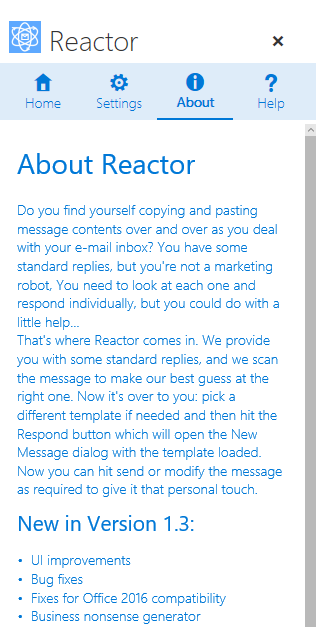 Reactor
Home Settings About Help
About Reactor
Do you find yourself copying and pasting
message contents over and over as you deal
with your e-mail inbox? You have some
standard replies, but you're not a marketing
robot, You need to look at each one and
respond individually, but you could do with a
little help...
That's where Reactor comes in. We provide
you with some standard replies, and we scan
the message to make our best guess at the
right one. Now it's over to you: pick a
different template if needed and then hit the
Respond button which will open the New
Message dialog with the template loaded.
Now you can hit send or modify the message
as required to give it that personal touch.
New in Version 1.3:
• UI improvements
• Bug fixes
• Fixes for Office 2016 compatibility
• Business nonsense generator